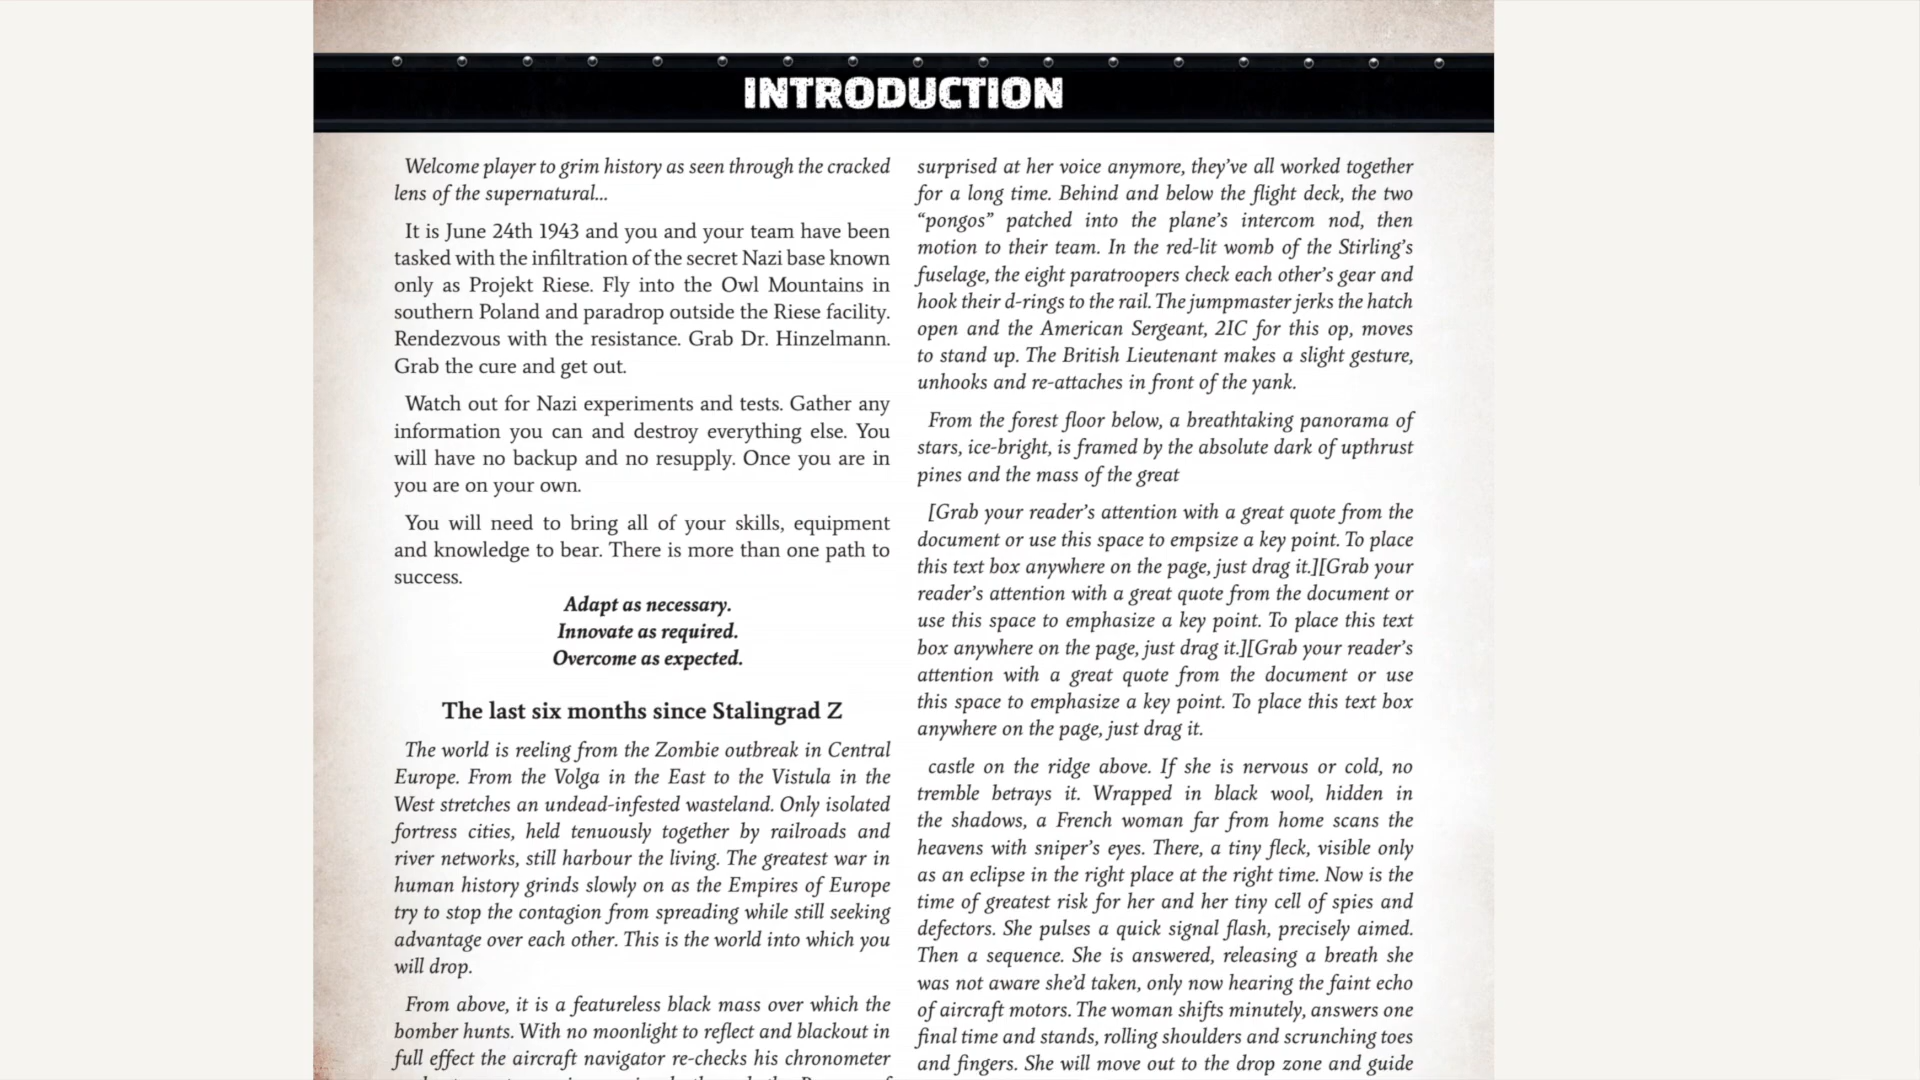 INTRODUCTION
Welcome player to grim history as seen through the cracked
lens of the supernatural...
It is June 24th 1943 and you and your team have been
tasked with the infiltration of the secret Nazi base known
only as Projekt Riese. Fly into the Owl Mountains in
southern Poland and paradrop outside the Riese facility.
Rendezvous with the resistance. Grab Dr. Hinzelmann.
Grab the cure and get out.
Watch out for Nazi experiments and tests. Gather any
information you can and destroy everything else. You
will have no backup and no resupply. Once you are in
you are on your own.
You will need to bring all of your skills, equipment
and knowledge to bear. There is more than one path to
success.
Adapt as necessary.
Innovate as required.
Overcome as expected.
The last six months since Stalingrad Z
The world is reeling from the Zombie outbreak in Central
Europe. From the Volga in the East to the Vistula in the
West stretches an undead-infested wasteland. Only isolated
fortress cities, held tenuously together by railroads and
river networks, still harbour the living. The greatest war in
human history grinds slowly on as the Empires of Europe
try to stop the contagion from spreading while still seeking
advantage over each other. This is the world into which you
will drop.
From above, it is a featureless black mass over which the
bomber hunts. With no moonlight to reflect and blackout in
full effect the aircraft navigator re-checks his chronometer
surprised at her voice anymore, they've all worked together
for a long time. Behind and below the flight deck, the two
“pongos” patched into the plane's intercom nod, then
motion to their team. In the red-lit womb of the Stirling's
fuselage, the eight paratroopers check each other's gear and
hook their d-rings to the rail. The jumpmaster jerks the hatch
open and the American Sergeant, 2IC for this op, moves
to stand up. The British Lieutenant makes a slight gesture,
unhooks and re-attaches in front of the yank.
From the forest floor below, a breathtaking panorama of
stars, ice-bright, is framed by the absolute dark of upthrust
pines and the mass of the great
[Grab your reader's attention with a great quote from the
document or use this space to empsize a key point. To place
this text box anywhere on the page, just drag it.][Grab your
reader's attention with a great quote from the document or
use this space to emphasize a key point. To place this text
box anywhere on the page, just drag it.][Grab your reader's
attention with a great quote from the document or use
this space to emphasize a key point. To place this text box
anywhere on the page, just drag it.
castle on the ridge above. If she is nervous or cold, no
tremble betrays it. Wrapped in black wool, hidden in
the shadows, a French woman far from home scans the
heavens with sniper's eyes. There, a tiny fleck, visible only
as an eclipse in the right place at the right time. Now is the
time of greatest risk for her and her tiny cell of spies and
defectors. She pulses a quick signal flash, precisely aimed.
Then a sequence. She is answered, releasing a breath she
was not aware she'd taken, only now hearing the faint echo
of aircraft motors. The woman shifts minutely, answers one
final time and stands, rolling shoulders and scrunching toes
and fingers. She will move out to the drop zone and guide